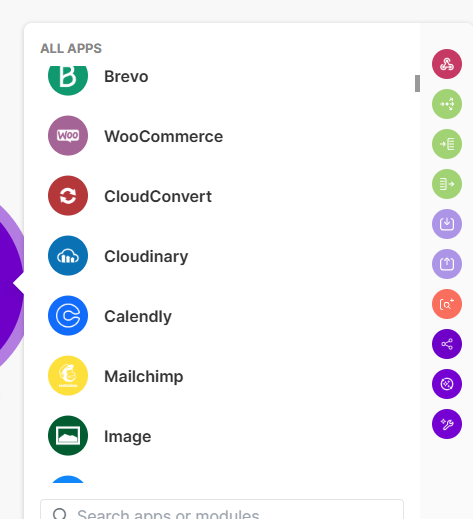 ALL APPS
Brevo
WooCommerce
CloudConvert
Cloudinary
Calendly
Mailchimp
Image
Search apps or modules